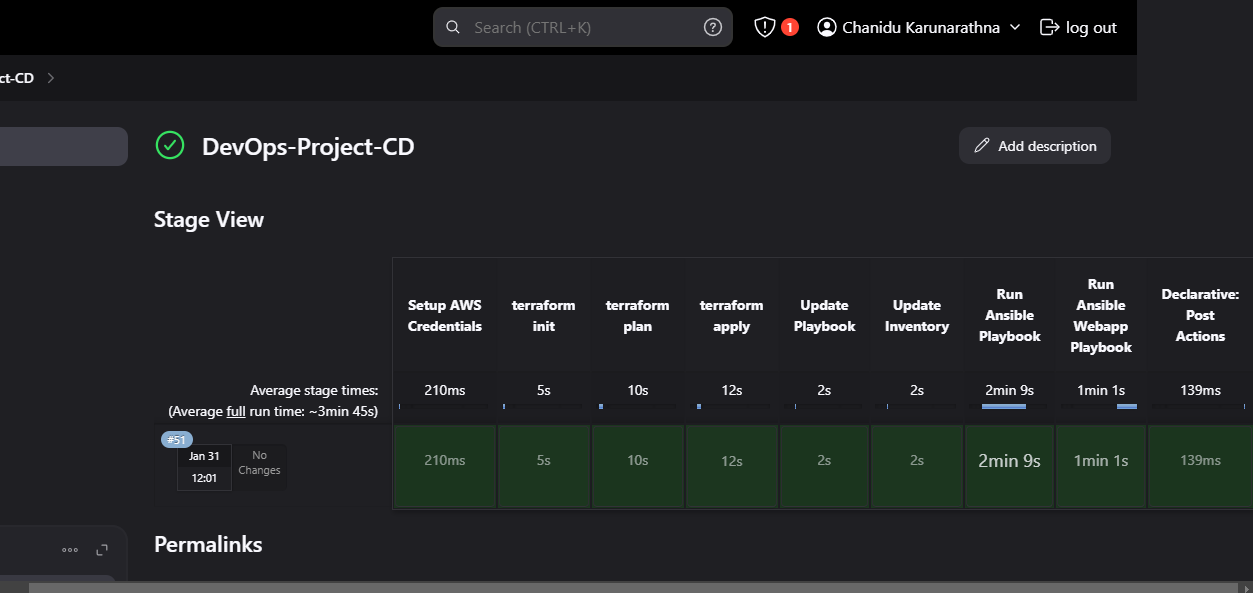 Search (CTRL+K)
1
Chanidu Karunarathna
log out
ct-CD
DevOps-Project-CD
Add description
Stage View
Setup AWS
Credentials
terraform
init
terraform
plan
terraform
apply
Update
Playbook
Update
Inventory
Run
Ansible
Playbook
Run
Ansible
Webapp
Playbook
Declarative:
Post
Actions
Average stage times:
(Average full run time: ~3min 45s)
210ms
5s
10s
12s
2s
2s
2min 9s
1min 1s
139ms
#51
Jan 31
12:01
No
Changes
210ms
5s
10s
12s
2s
2s
2min 9s
1min 1s
139ms
Permalinks